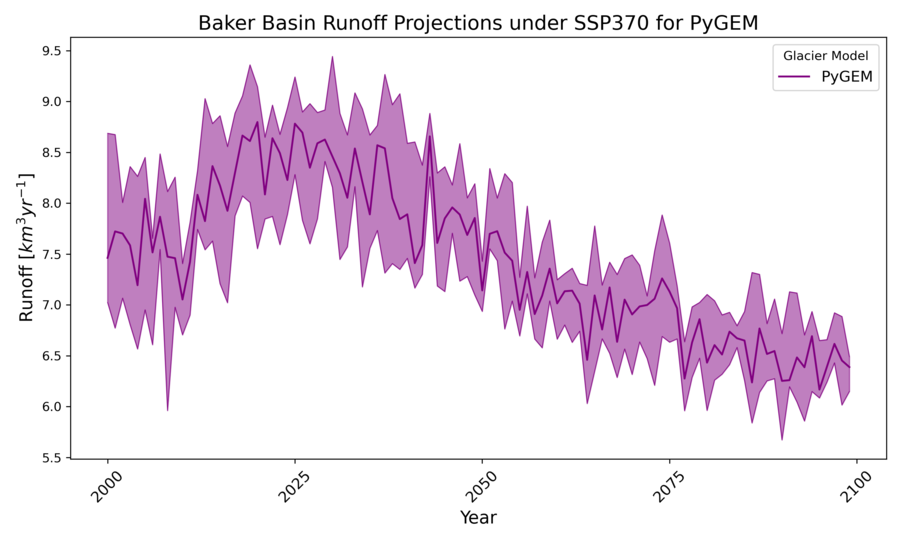 Baker Basin Runoff Projections under SSP370 for PyGEM
Glacier Model
PyGEM
Runoff [km³yr⁻¹]
9.5
9.0
8.5
8.0
7.5
7.0
6.5
6.0
5.5
2000
2025
2050
2075
2100
Year